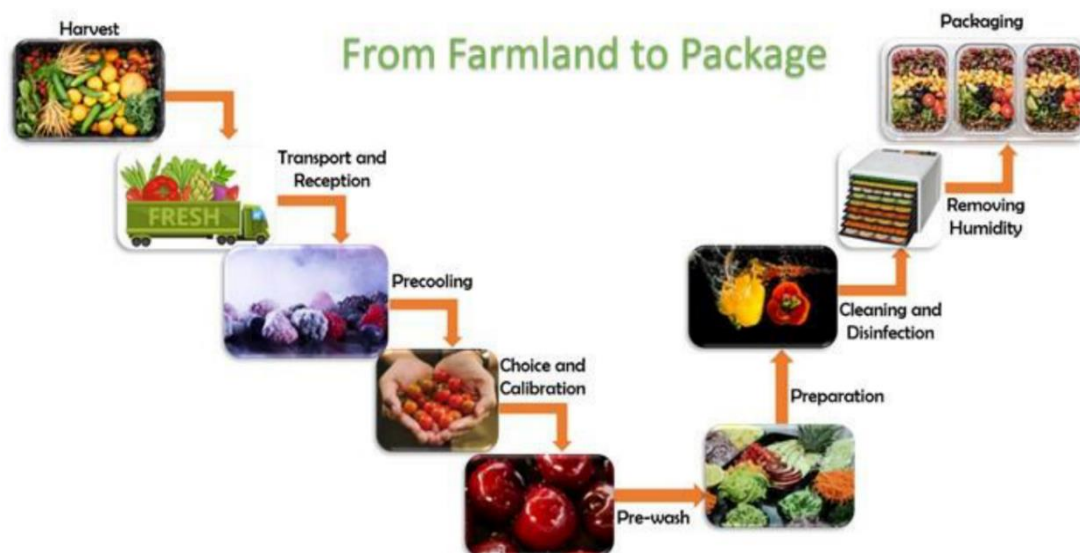 From Farmland to Package
Harvest
Transport and
Reception
FRESH
Precooling
Choice and
Calibration
Pre-wash
Preparation
Cleaning and
Disinfection
Removing
Humidity
Packaging